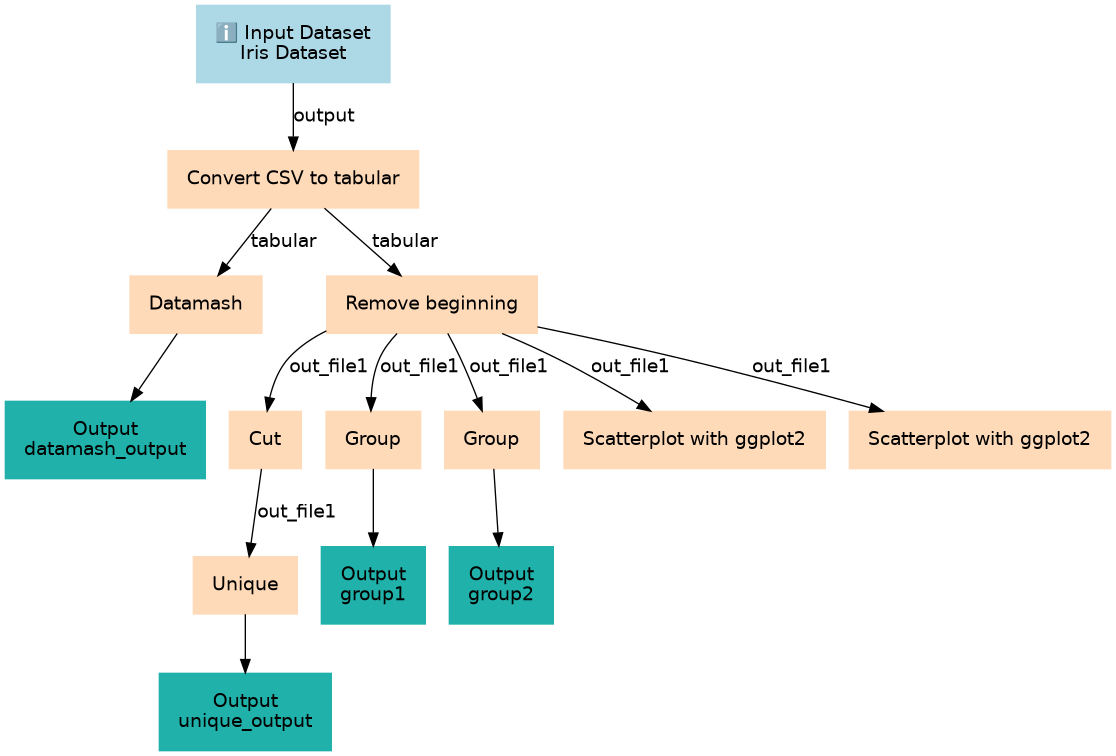 ℹ️ Input Dataset
Iris Dataset
output
Convert CSV to tabular
tabular
tabular
Datamash
Remove beginning
out_file1
out_file1
out_file1
out_file1
out_file1
Output
datamash_output
Cut
Group
Group
Scatterplot with ggplot2
Scatterplot with ggplot2
out_file1
Unique
Output
group1
Output
group2
Output
unique_output